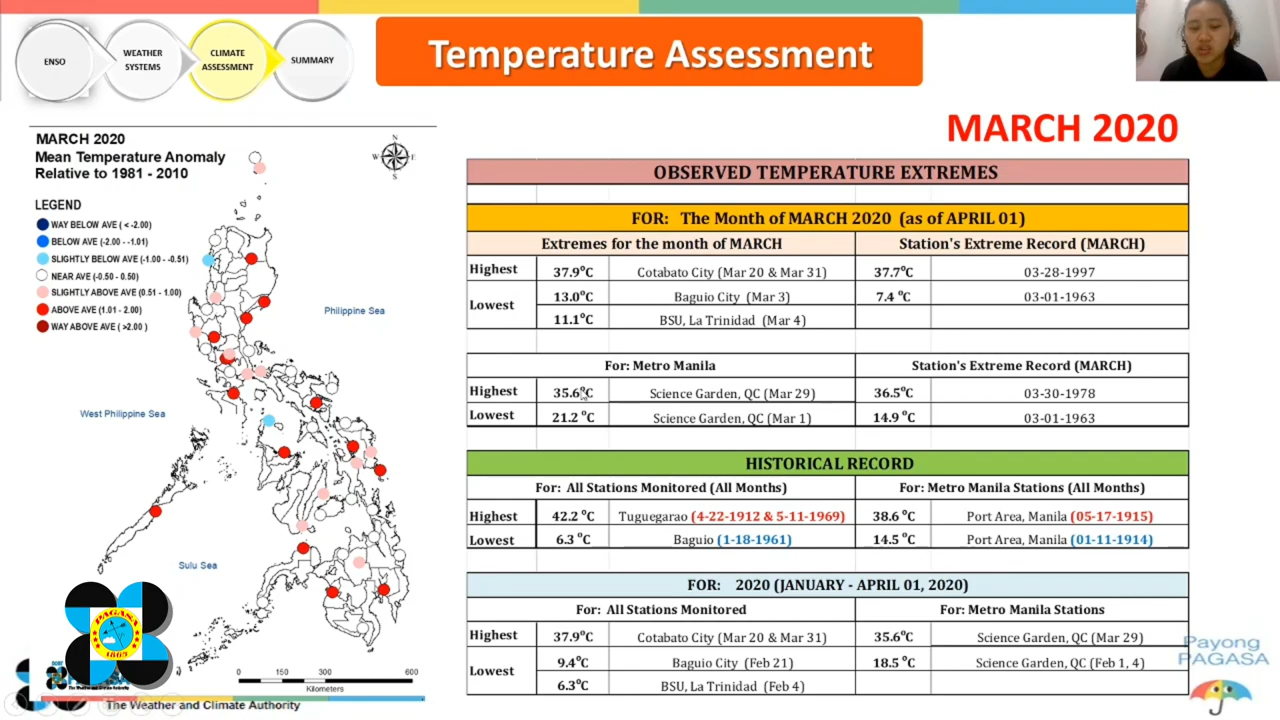 ENSO
WEATHER
SYSTEMS
CLIMATE
ASSESSMENT
SUMMARY
Temperature Assessment
MARCH 2020
MARCH 2020
Mean Temperature Anomaly
Relative to 1981 - 2010
N
W E
S
LEGEND
WAY BELOW AVE ( < -2.00)
BELOW AVE (-2.00 - -1.01)
SLIGHTLY BELOW AVE (-1.00 - -0.51)
NEAR AVE (-0.50 - 0.50)
SLIGHTLY ABOVE AVE (0.51 - 1.00)
ABOVE AVE (1.01 - 2.00)
WAY ABOVE AVE ( >2.00 )
Philippine Sea
West Philippine Sea
Sulu Sea
0 150 300 600
Kilometers
PAGASA
1865
The Weather and Climate Authority
OBSERVED TEMPERATURE EXTREMES
FOR: The Month of MARCH 2020 (as of APRIL 01)
Extremes for the month of MARCH Station's Extreme Record (MARCH)
Highest 37.9°C Cotabato City (Mar 20 & Mar 31) 37.7°C 03-28-1997
Lowest 13.0°C Baguio City (Mar 3) 7.4 °C 03-01-1963
11.1°C BSU, La Trinidad (Mar 4)
For: Metro Manila Station's Extreme Record (MARCH)
Highest 35.6°C Science Garden, QC (Mar 29) 36.5°C 03-30-1978
Lowest 21.2 °C Science Garden, QC (Mar 1) 14.9 °C 03-01-1963
HISTORICAL RECORD
For: All Stations Monitored (All Months) For: Metro Manila Stations (All Months)
Highest 42.2 °C Tuguegarao (4-22-1912 & 5-11-1969) 38.6 °C Port Area, Manila (05-17-1915)
Lowest 6.3 °C Baguio (1-18-1961) 14.5 °C Port Area, Manila (01-11-1914)
FOR: 2020 (JANUARY - APRIL 01, 2020)
For: All Stations Monitored For: Metro Manila Stations
Highest 37.9°C Cotabato City (Mar 20 & Mar 31) 35.6°C Science Garden, QC (Mar 29)
Lowest 9.4°C Baguio City (Feb 21) 18.5 °C Science Garden, QC (Feb 1, 4)
6.3°C BSU, La Trinidad (Feb 4)
Payong
PAGASA